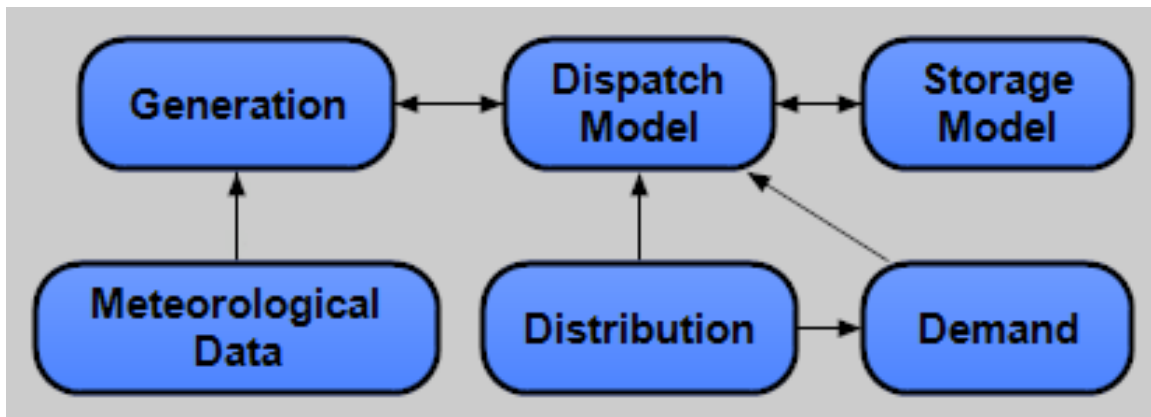 Generation
Dispatch
Model
Storage
Model
Meteorological
Data
Distribution
Demand